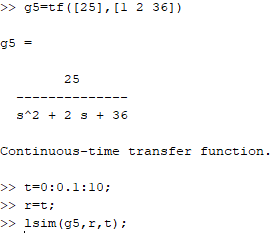 >> g5=tf([25],[1 2 36])
g5 =
25
--------------
s^2 + 2 s + 36
Continuous-time transfer function.
>> t=0:0.1:10;
>> r=t;
>> lsim(g5,r,t);